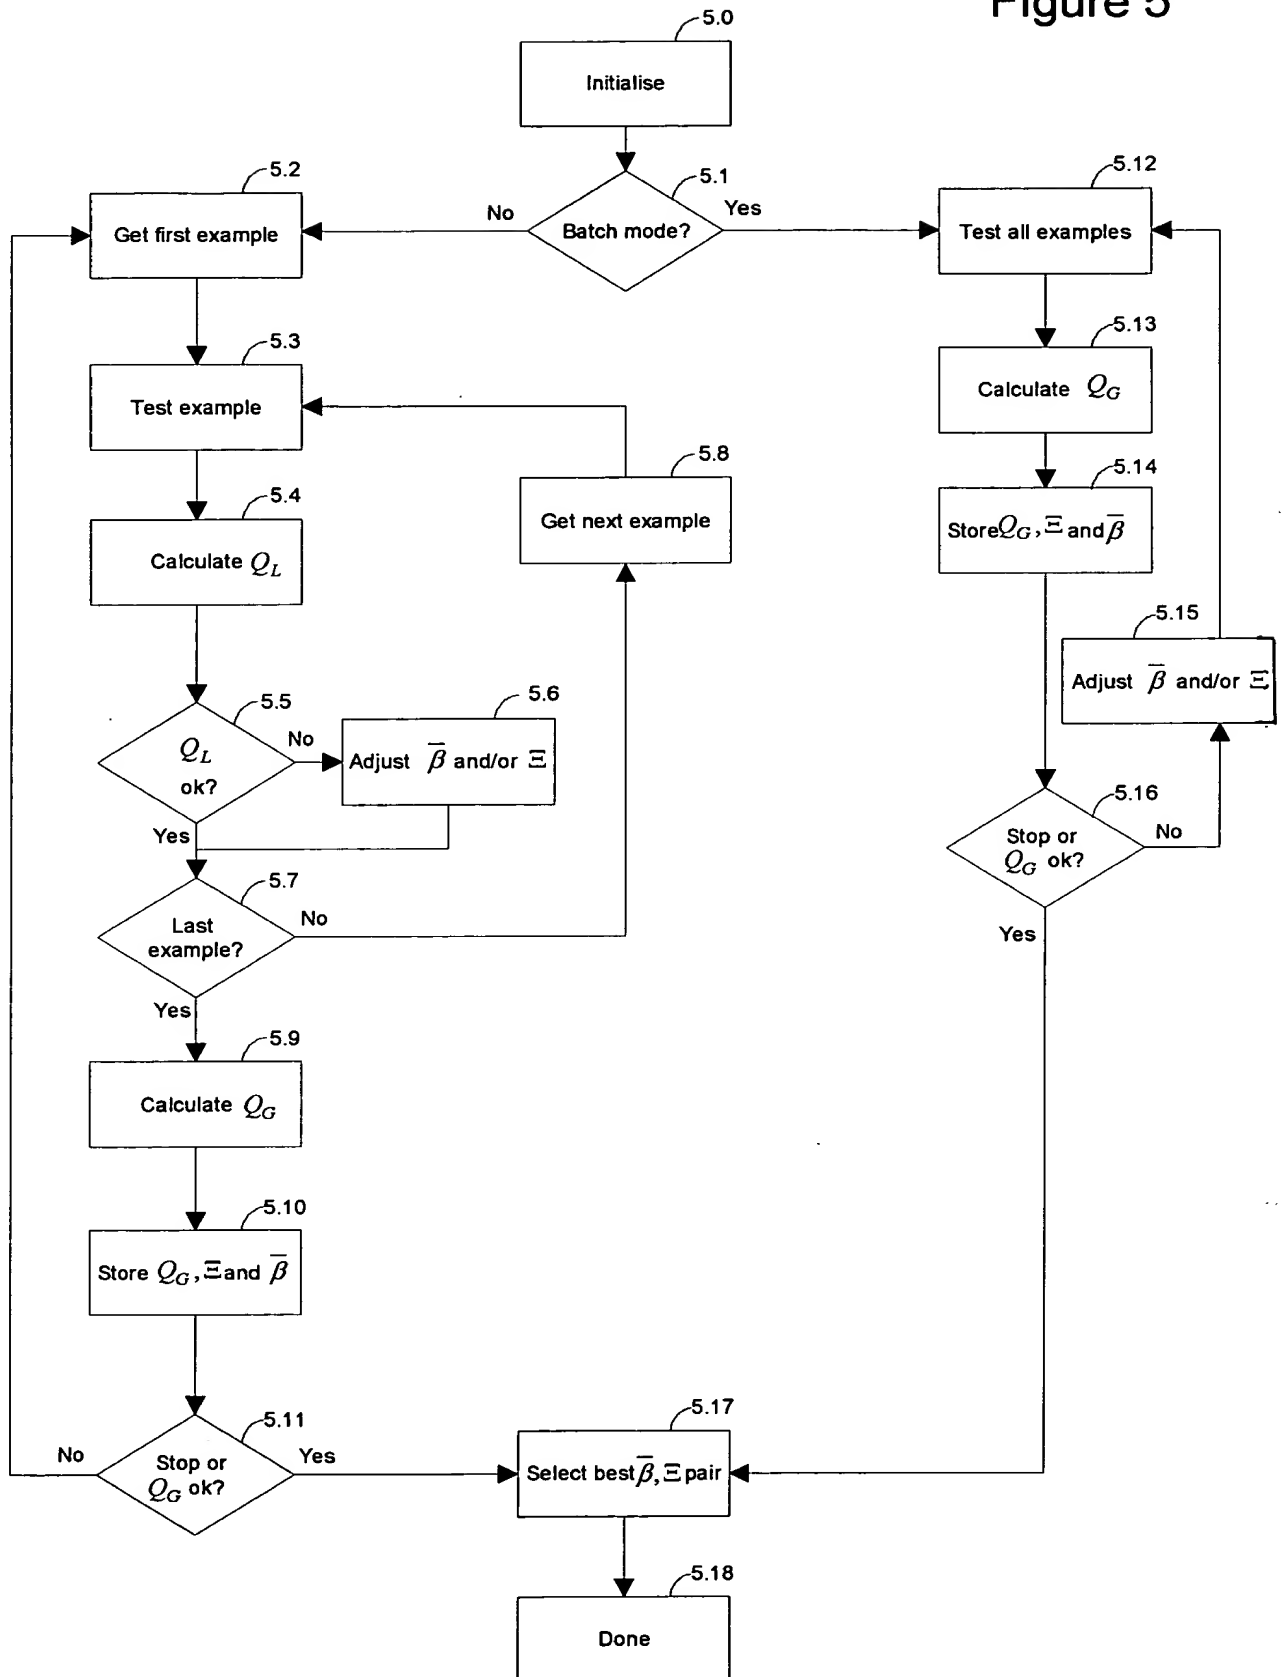 Figure 5
5.0
Initialise
5.1
Batch mode?
No
Yes
5.2
Get first example
5.12
Test all examples
5.3
Test example
5.13
Calculate Q_G
5.8
Get next example
5.14
Store Q_G, Ξ and β̅
5.4
Calculate Q_L
5.15
Adjust β̅ and/or Ξ
5.5
Q_L
ok?
No
Yes
5.6
Adjust β̅ and/or Ξ
5.16
Stop or
Q_G ok?
No
Yes
5.7
Last
example?
No
Yes
5.9
Calculate Q_G
5.10
Store Q_G, Ξ and β̅
5.11
Stop or
Q_G ok?
No
Yes
5.17
Select best β̅, Ξ pair
5.18
Done